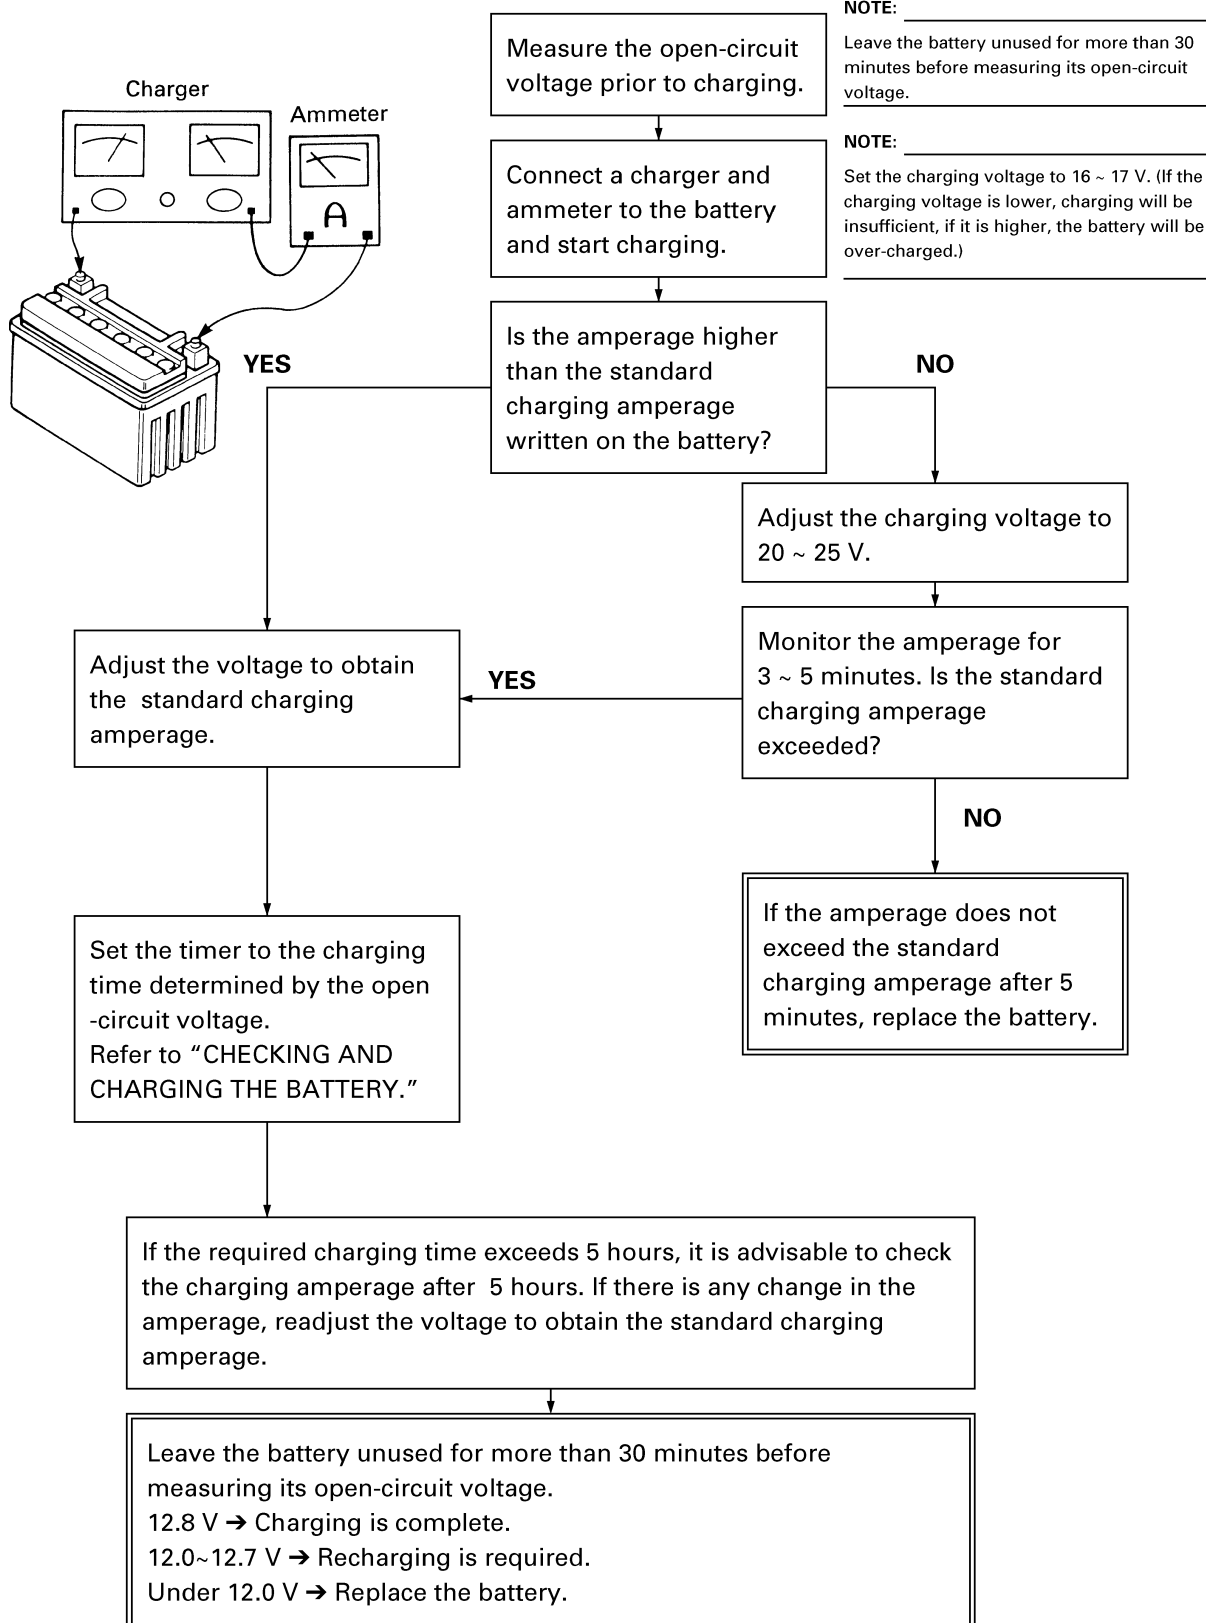 Measure the open-circuit
voltage prior to charging.
NOTE:
Leave the battery unused for more than 30
minutes before measuring its open-circuit
voltage.
Charger
Ammeter
A
Connect a charger and
ammeter to the battery
and start charging.
NOTE:
Set the charging voltage to 16 ~ 17 V. (If the
charging voltage is lower, charging will be
insufficient, if it is higher, the battery will be
over-charged.)
Is the amperage higher
than the standard
charging amperage
written on the battery?
YES
NO
Adjust the charging voltage to
20 ~ 25 V.
Monitor the amperage for
3 ~ 5 minutes. Is the standard
charging amperage
exceeded?
YES
Adjust the voltage to obtain
the  standard charging
amperage.
NO
If the amperage does not
exceed the standard
charging amperage after 5
minutes, replace the battery.
Set the timer to the charging
time determined by the open
-circuit voltage.
Refer to “CHECKING AND
CHARGING THE BATTERY.”
If the required charging time exceeds 5 hours, it is advisable to check
the charging amperage after  5 hours. If there is any change in the
amperage, readjust the voltage to obtain the standard charging
amperage.
Leave the battery unused for more than 30 minutes before
measuring its open-circuit voltage.
12.8 V ➔ Charging is complete.
12.0~12.7 V ➔ Recharging is required.
Under 12.0 V ➔ Replace the battery.